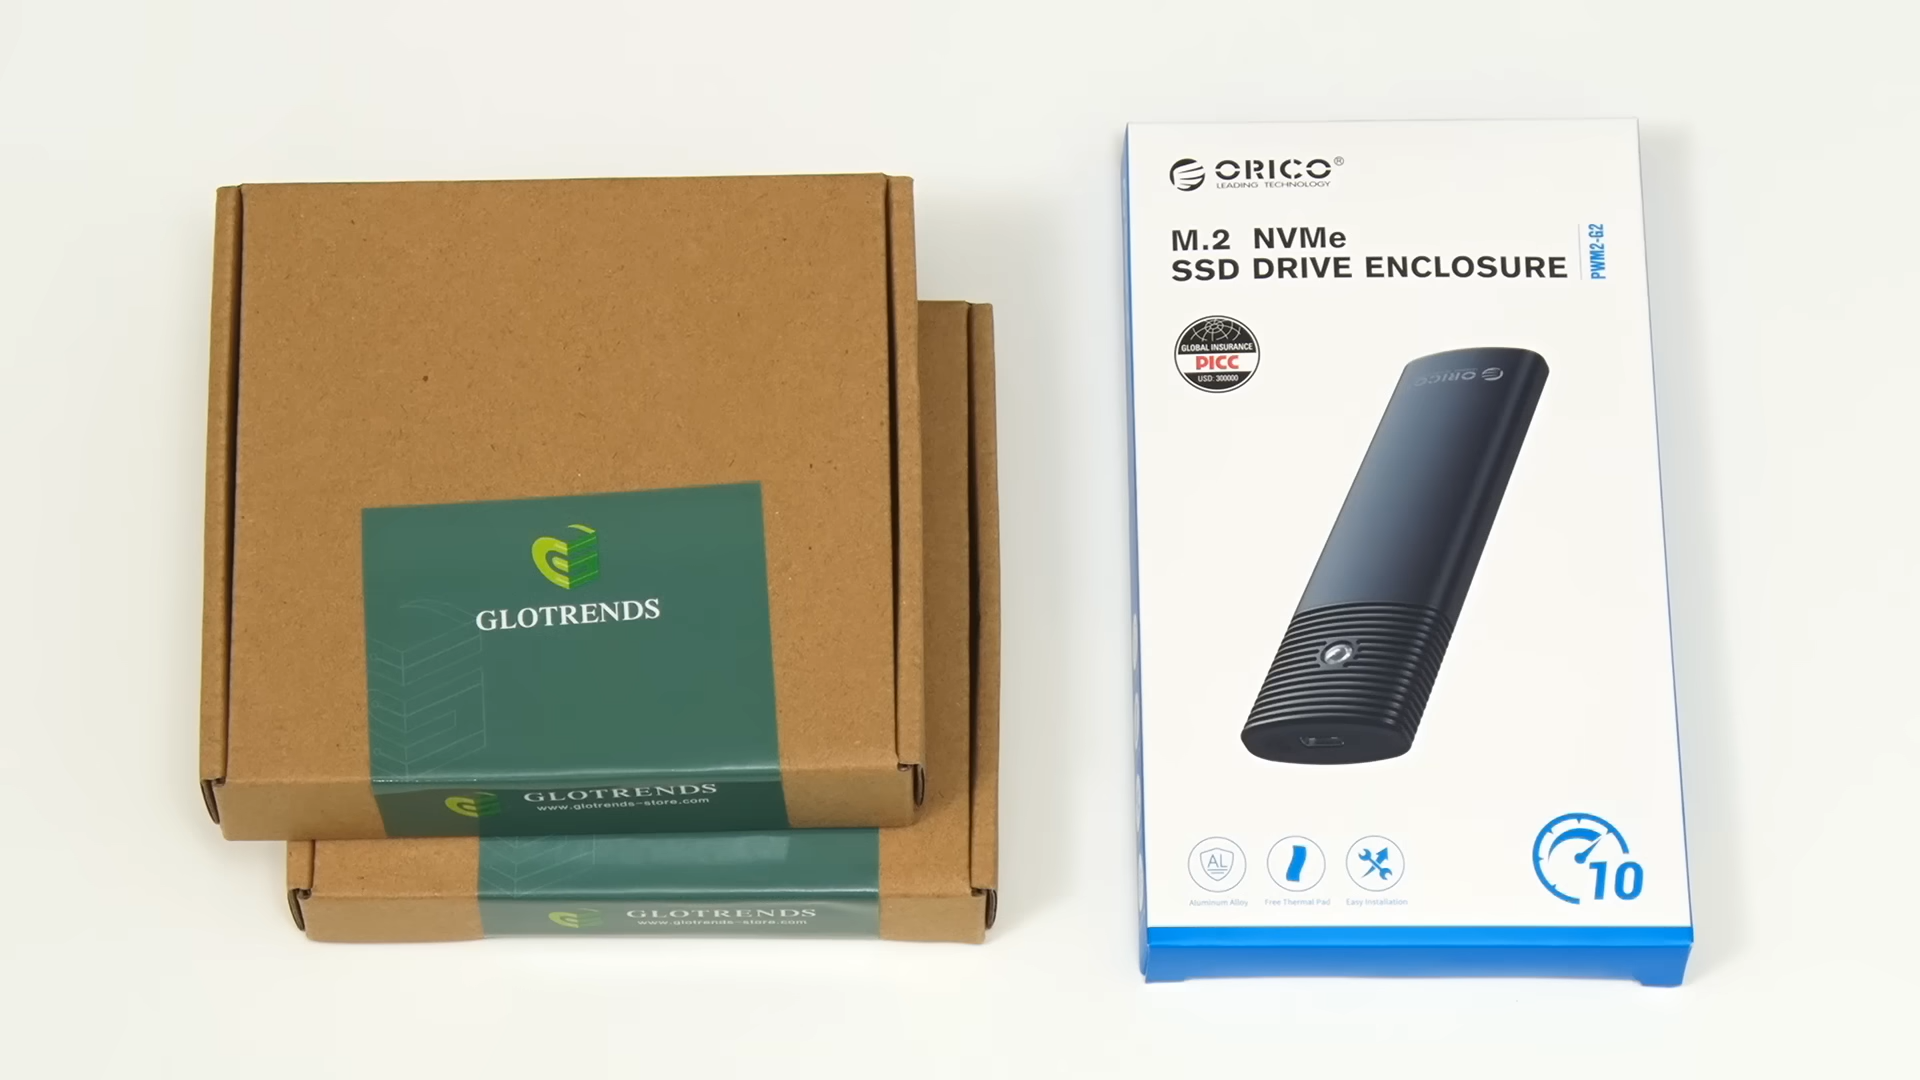 GLOTRENDS
GLOTRENDS
www.glotrends-store.com
GLOTRENDS
www.glotrends-store.com
ORICO®
LEADING TECHNOLOGY
M.2 NVMe
SSD DRIVE ENCLOSURE
PWM2-G2
GLOBAL INSURANCE
PICC
USD: 300000
ORICO
AL
Aluminum Alloy
Free Thermal Pad
Easy Installation
10